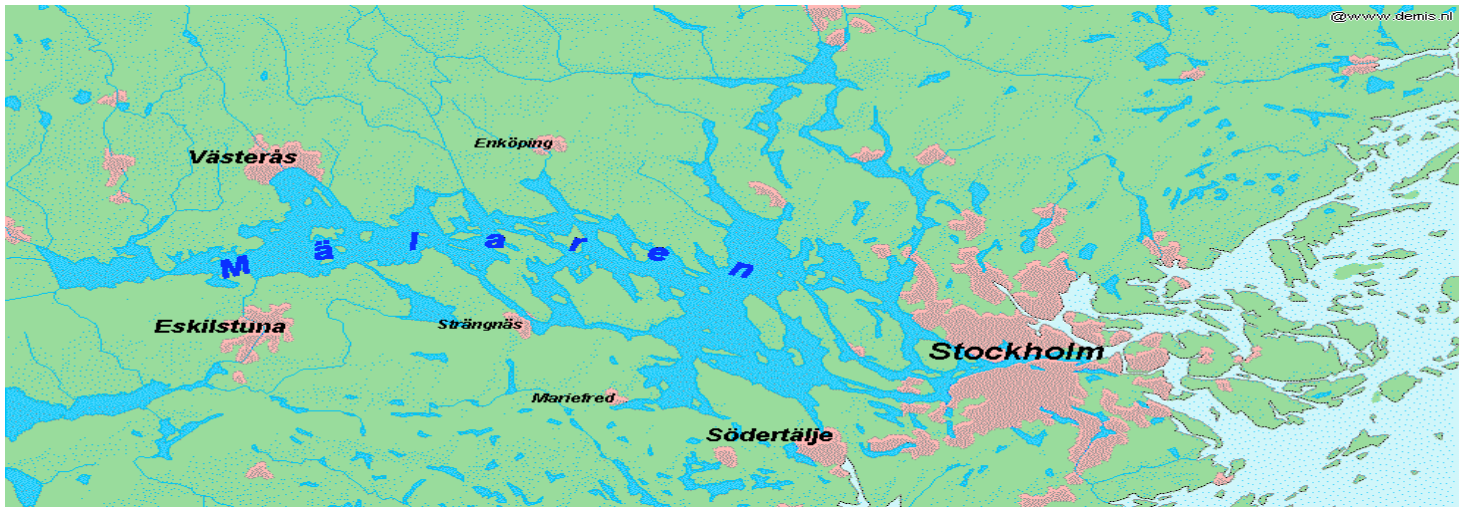 @www.demis.nl
Enköping
Västerås
Mälaren
Eskilstuna
Strängnäs
Stockholm
Mariefred
Södertälje